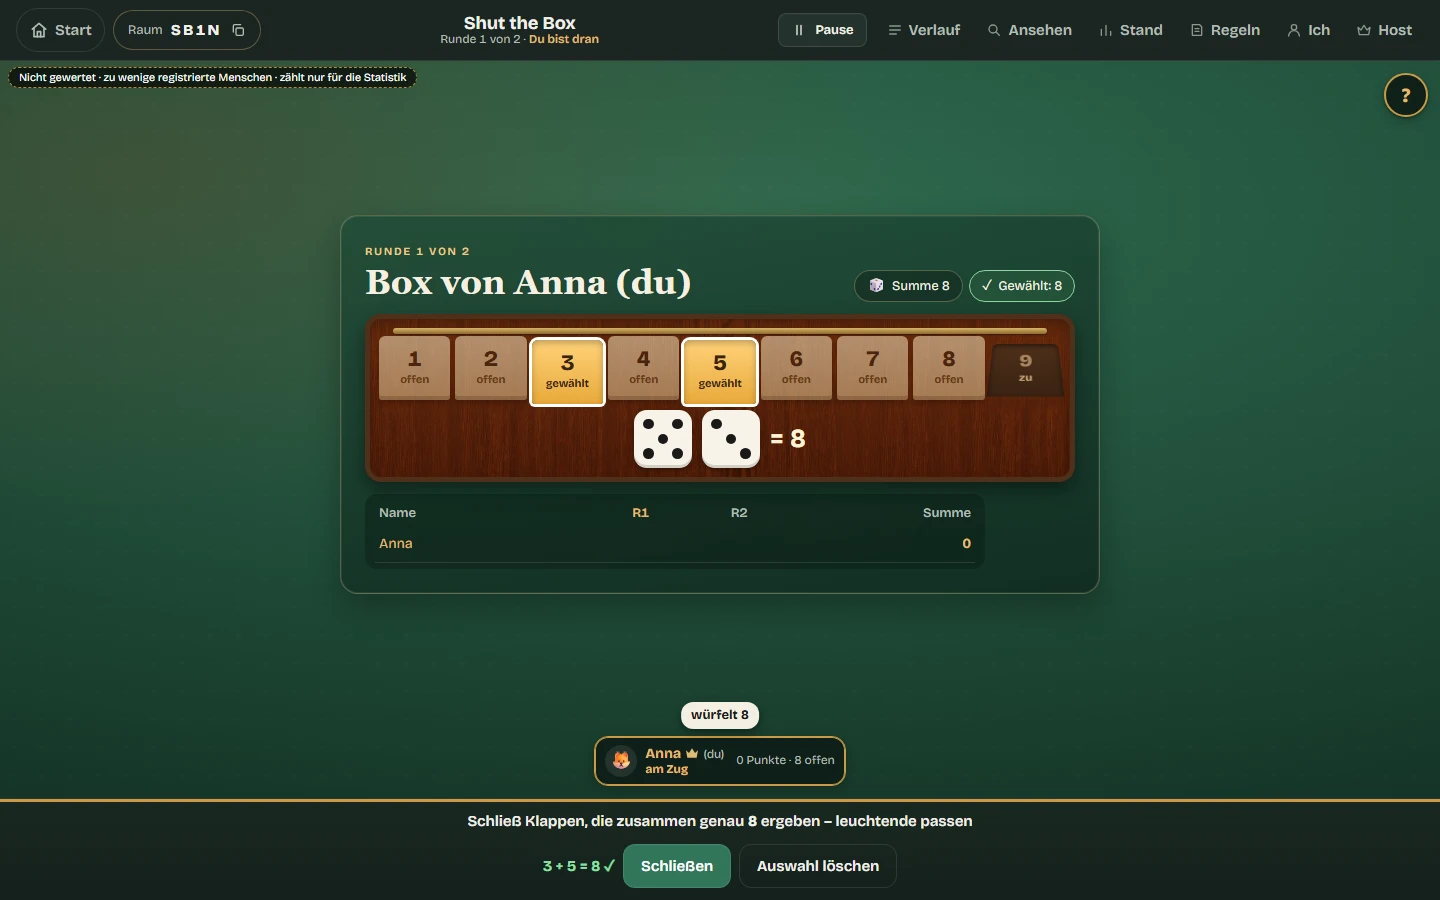 Start
Raum SB1N
Shut the Box
Runde 1 von 2 · Du bist dran
Pause
Verlauf
Ansehen
Stand
Regeln
Ich
Host
Nicht gewertet · zu wenige registrierte Menschen · zählt nur für die Statistik
?
RUNDE 1 VON 2
Box von Anna (du)
Summe 8
✓ Gewählt: 8
1 offen
2 offen
3 gewählt
4 offen
5 gewählt
6 offen
7 offen
8 offen
9 zu
= 8
Name R1 R2 Summe
Anna 0
würfelt 8
Anna (du)
am Zug
0 Punkte · 8 offen
Schließ Klappen, die zusammen genau 8 ergeben – leuchtende passen
3 + 5 = 8 ✓
Schließen
Auswahl löschen